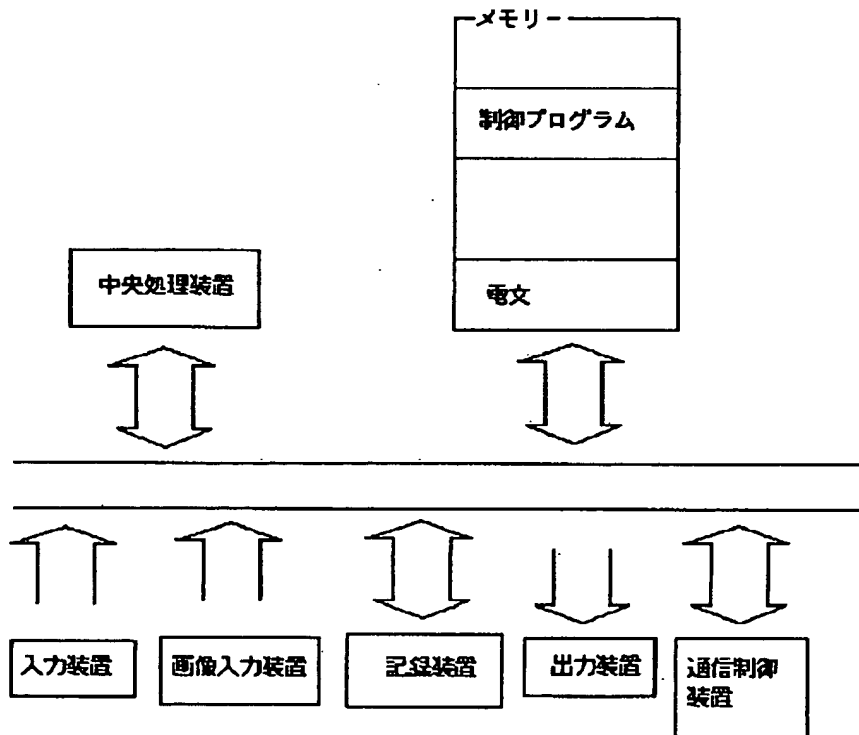 メモリー
制御プログラム
中央処理装置
電文
入力装置
画像入力装置
記録装置
出力装置
通信制御
装置